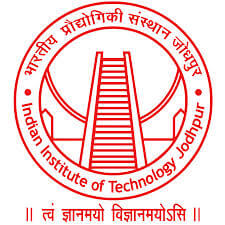 भारतीय प्रौद्योगिकी संस्थान जोधपुर
Indian Institute of Technology Jodhpur
॥ त्वं ज्ञानमयो विज्ञानमयोऽसि ॥